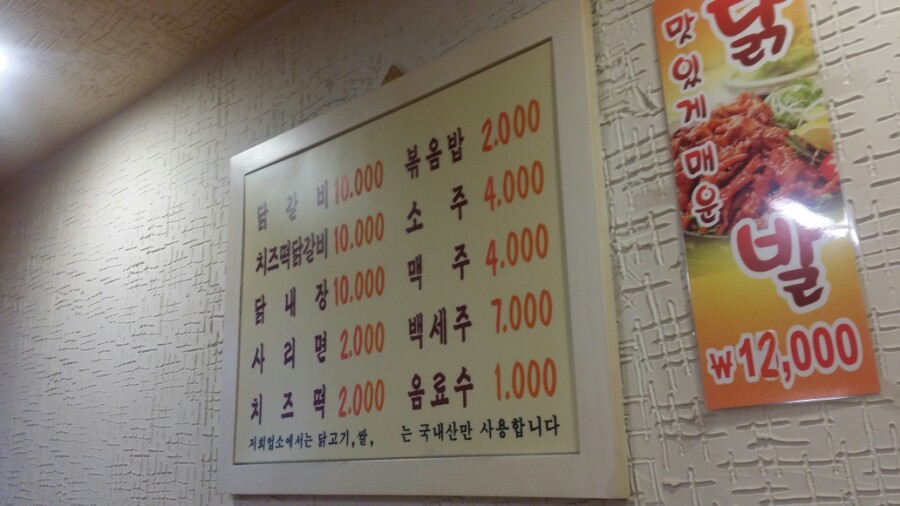 닭갈비 10.000
치즈떡닭갈비 10.000
닭내장 10.000
사리면 2.000
치즈떡 2.000
볶음밥 2.000
소주 4.000
맥주 4.000
백세주 7.000
음료수 1.000
저희업소에서는 닭고기,쌀, 는 국내산만 사용합니다
맛있게 매운
닭발
₩12,000